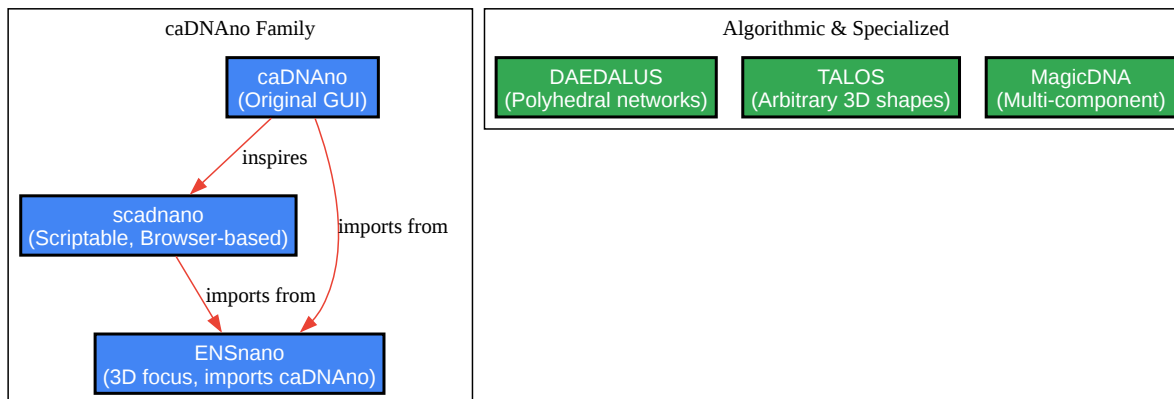 caDNAno Family
caDNAno
(Original GUI)
inspires
scadnano
(Scriptable, Browser-based)
imports from
imports from
ENSnano
(3D focus, imports caDNAno)
Algorithmic & Specialized
DAEDALUS
(Polyhedral networks)
TALOS
(Arbitrary 3D shapes)
MagicDNA
(Multi-component)